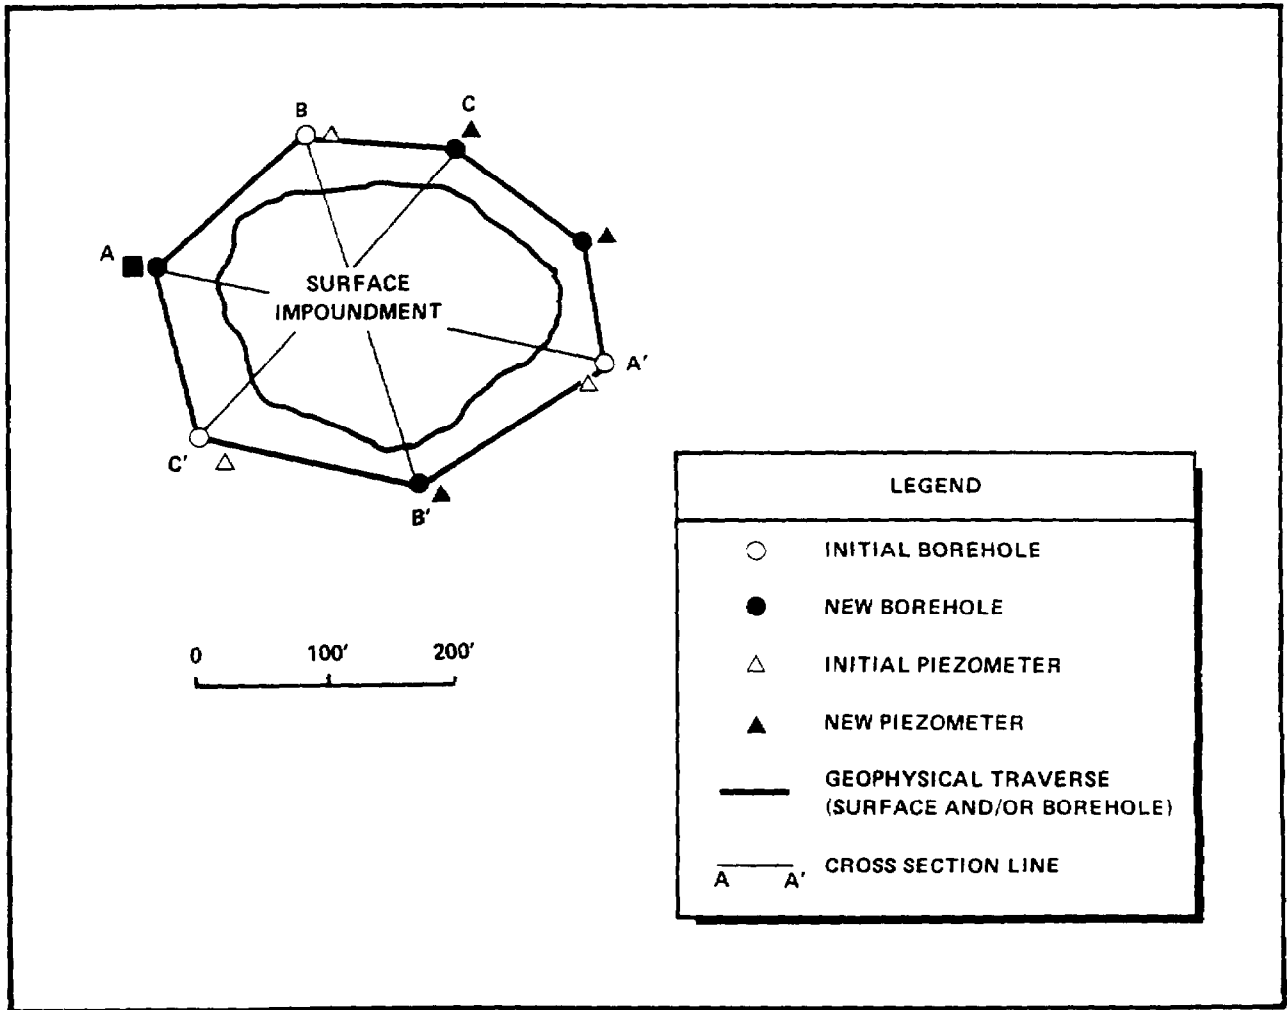 B
C
A
SURFACE
IMPOUNDMENT
A'
C'
B'
0 100' 200'
LEGEND
INITIAL BOREHOLE
NEW BOREHOLE
INITIAL PIEZOMETER
NEW PIEZOMETER
GEOPHYSICAL TRAVERSE
(SURFACE AND/OR BOREHOLE)
A A' CROSS SECTION LINE